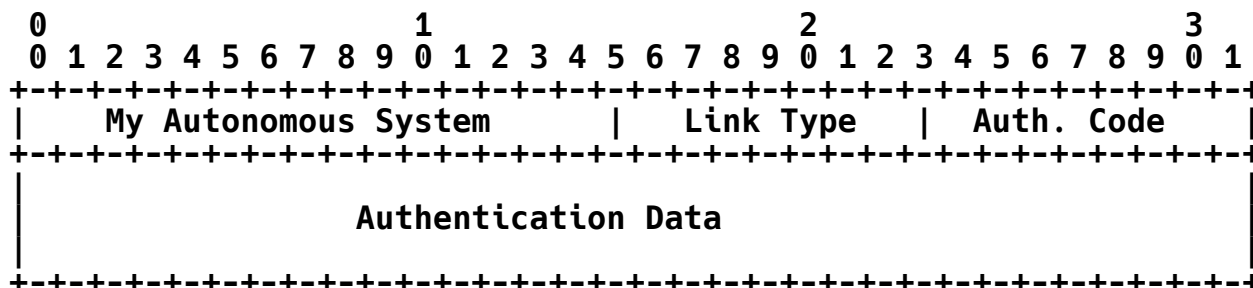 0                   1                   2                   3
 0 1 2 3 4 5 6 7 8 9 0 1 2 3 4 5 6 7 8 9 0 1 2 3 4 5 6 7 8 9 0 1
+-+-+-+-+-+-+-+-+-+-+-+-+-+-+-+-+-+-+-+-+-+-+-+-+-+-+-+-+-+-+-+-+
|    My Autonomous System      |   Link Type   |  Auth. Code    |
+-+-+-+-+-+-+-+-+-+-+-+-+-+-+-+-+-+-+-+-+-+-+-+-+-+-+-+-+-+-+-+-+
|                                                                |
|                 Authentication Data                            |
|                                                                |
+-+-+-+-+-+-+-+-+-+-+-+-+-+-+-+-+-+-+-+-+-+-+-+-+-+-+-+-+-+-+-+-+